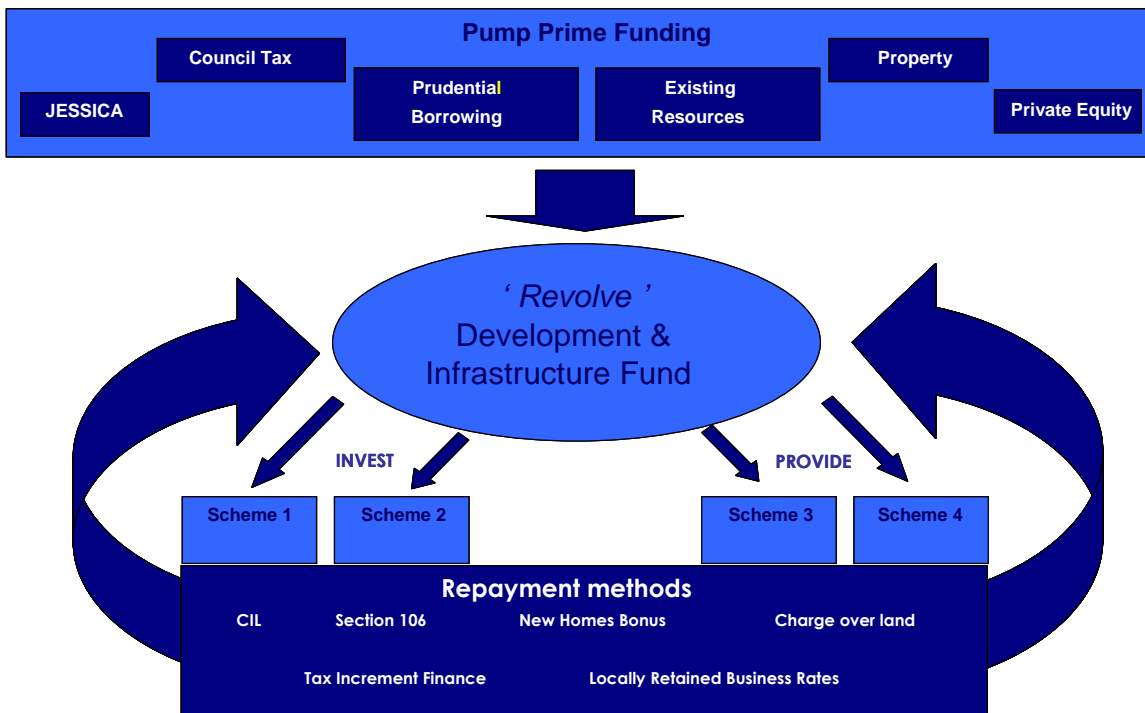 Pump Prime Funding
Council Tax
Property
JESSICA
Prudential
Borrowing
Existing
Resources
Private Equity
‘ Revolve ’
Development &
Infrastructure Fund
INVEST
PROVIDE
Scheme 1
Scheme 2
Scheme 3
Scheme 4
Repayment methods
CIL
Section 106
New Homes Bonus
Charge over land
Tax Increment Finance
Locally Retained Business Rates